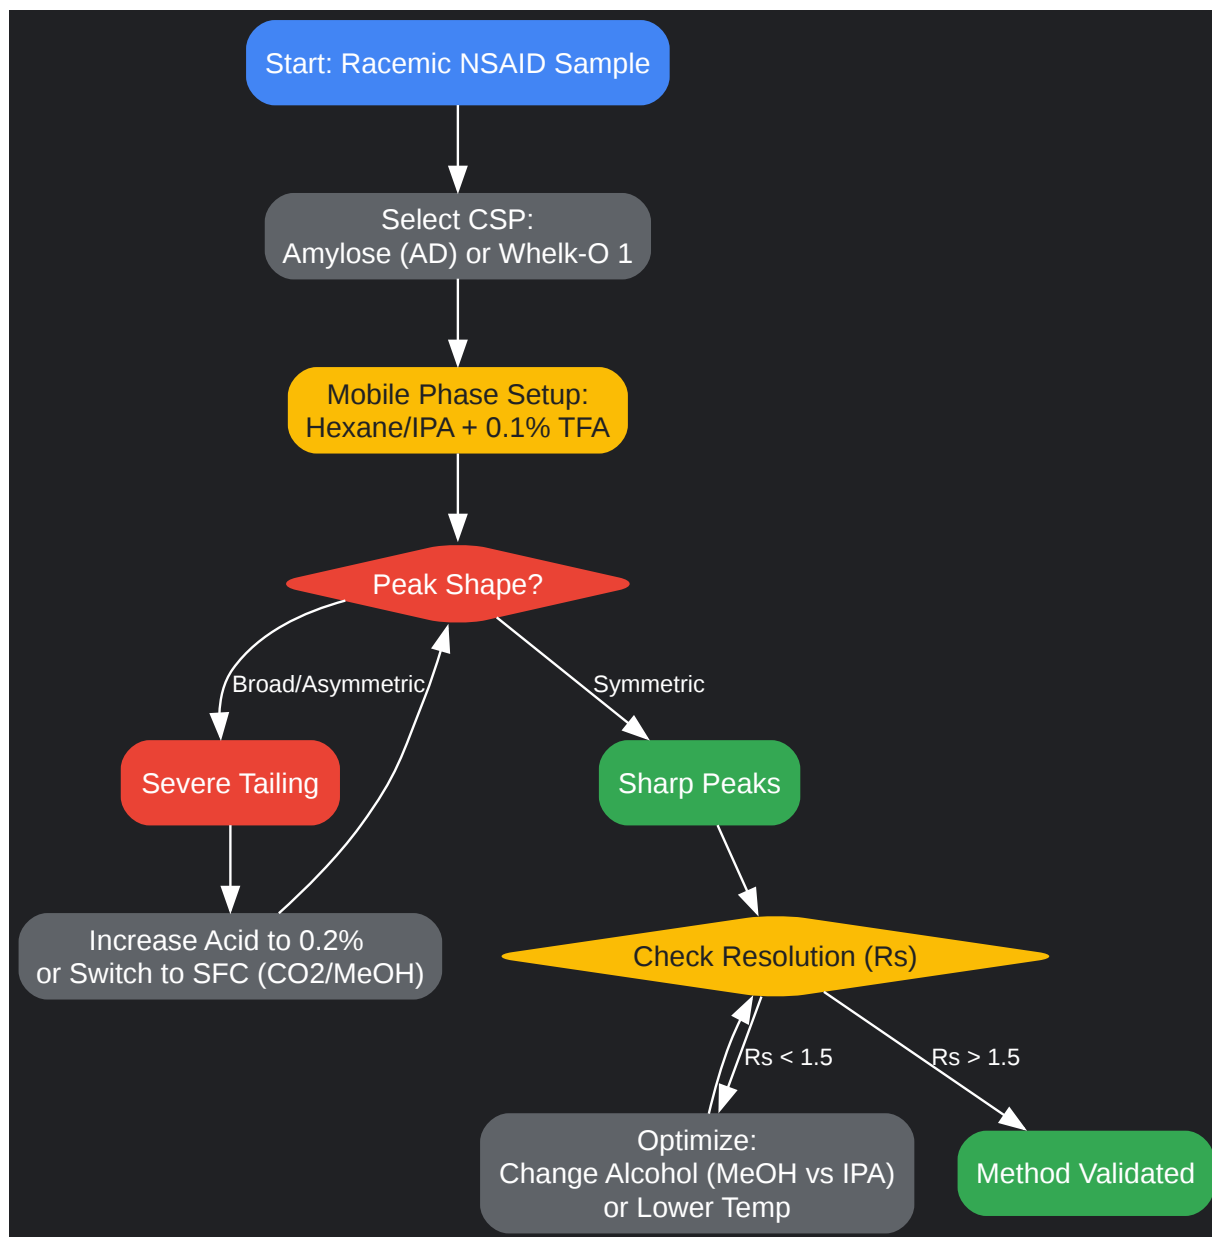 Start: Racemic NSAID Sample
Select CSP:
Amylose (AD) or Whelk-O 1
Mobile Phase Setup:
Hexane/IPA + 0.1% TFA
Peak Shape?
Broad/Asymmetric
Symmetric
Severe Tailing
Sharp Peaks
Increase Acid to 0.2%
or Switch to SFC (CO2/MeOH)
Check Resolution (Rs)
Rs < 1.5
Rs > 1.5
Optimize:
Change Alcohol (MeOH vs IPA)
or Lower Temp
Method Validated